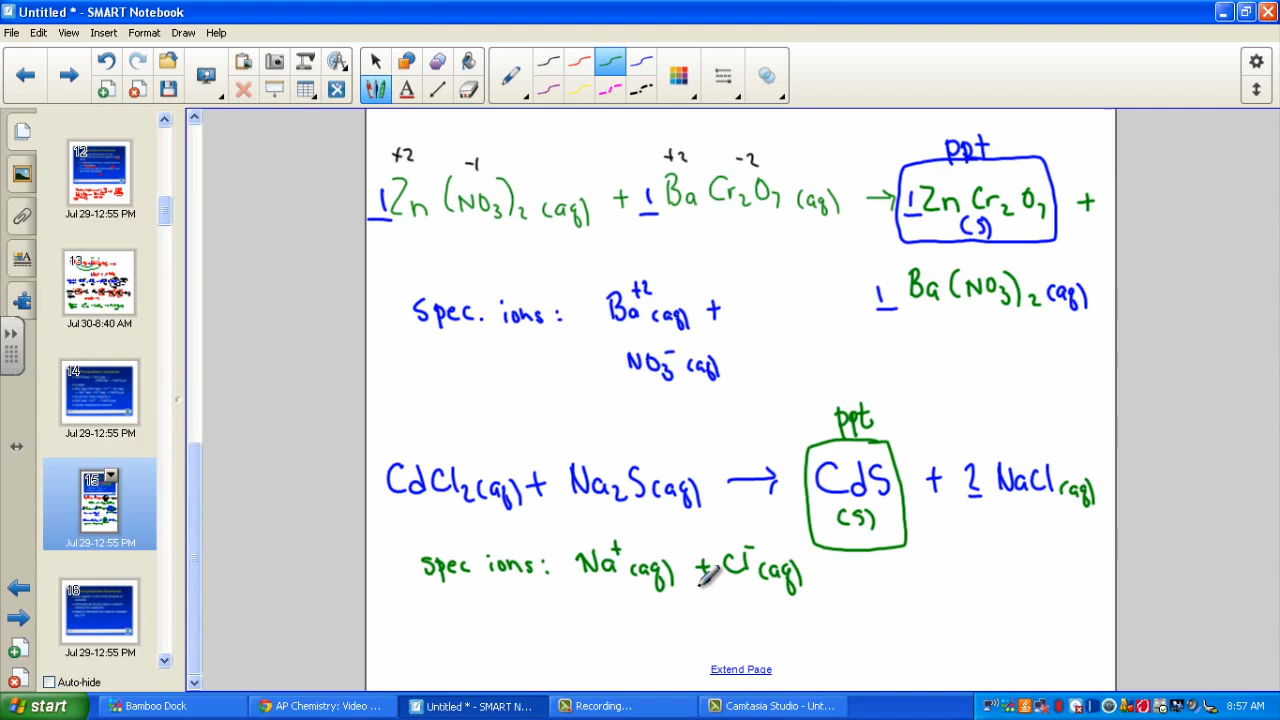 Untitled * - SMART Notebook
File Edit View Insert Format Draw Help
12
Jul 29-12:55 PM
13
Jul 30-8:40 AM
14
Jul 29-12:55 PM
15
Jul 29-12:55 PM
16
Jul 29-12:55 PM
Auto-hide
+2 -1 +2 -2 ppt
1 Zn (NO3)2 (aq) + 1 Ba Cr2O7 (aq) → 1 Zn Cr2 O7 (s) +
1 Ba (NO3)2 (aq)
spec. ions: Ba+2 (aq) +
NO3- (aq)
ppt
CdCl2(aq) + Na2S(aq) → CdS (s) + 2 NaCl(aq)
spec ions: Na+ (aq) + Cl- (aq)
Extend Page
start Bamboo Dock AP Chemistry: Video ... Untitled * - SMART N... Recording... Camtasia Studio - Unt... 8:57 AM